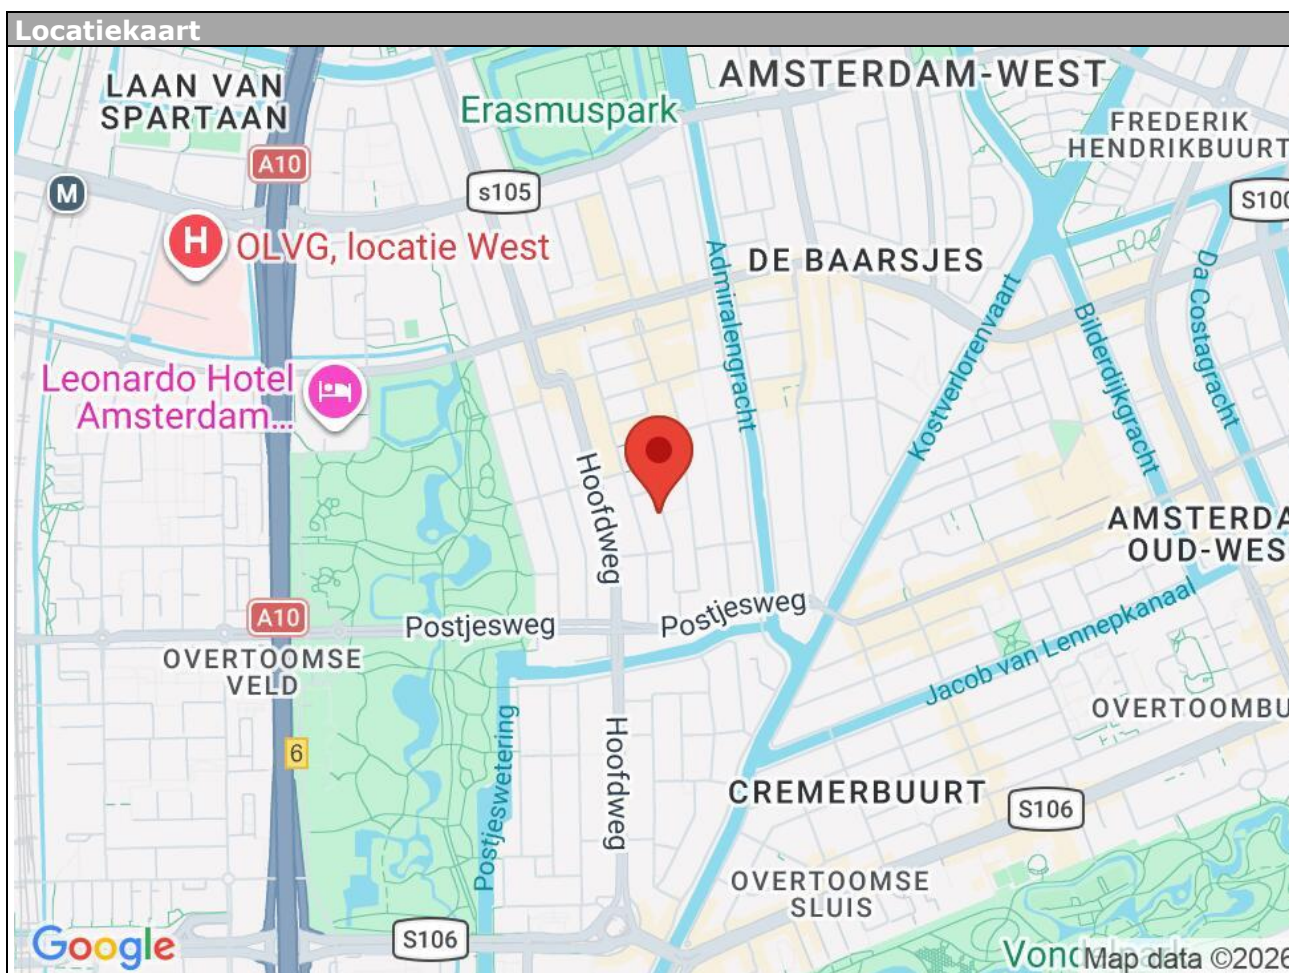 Locatiekaart
LAAN VAN
SPARTAAN
AMSTERDAM-WEST
Erasmuspark
FREDERIK
HENDRIKBUURT
A10
M
s105
S100
H
OLVG, locatie West
Admiralengracht
DE BAARSJES
Kostverlorenvaart
Da Costagracht
Bilderdijkgracht
Leonardo Hotel
Amsterdam...
Hoofdweg
AMSTERDA
OUD-WES
A10
Postjesweg
Postjesweg
OVERTOOMSE
VELD
Jacob van Lennepkanaal
OVERTOOMBU
6
Postjeswetering
Hoofdweg
CREMERBUURT
S106
OVERTOOMSE
SLUIS
S106
Google
Map data ©2026